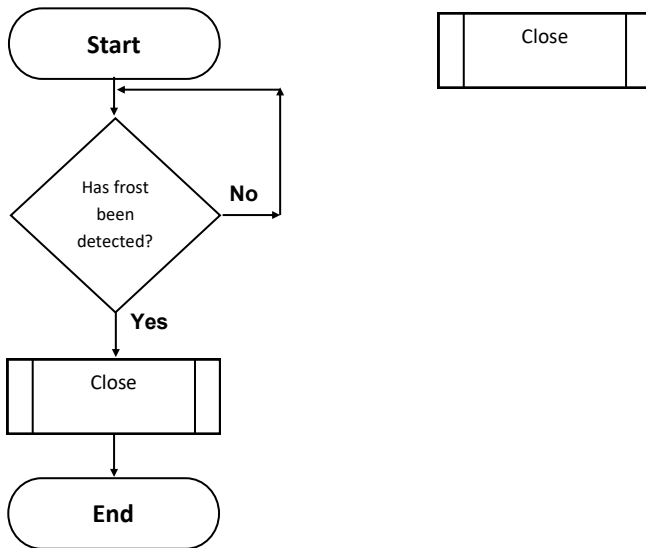 Start
Has frost
been
detected?
No
Yes
Close
End
Close